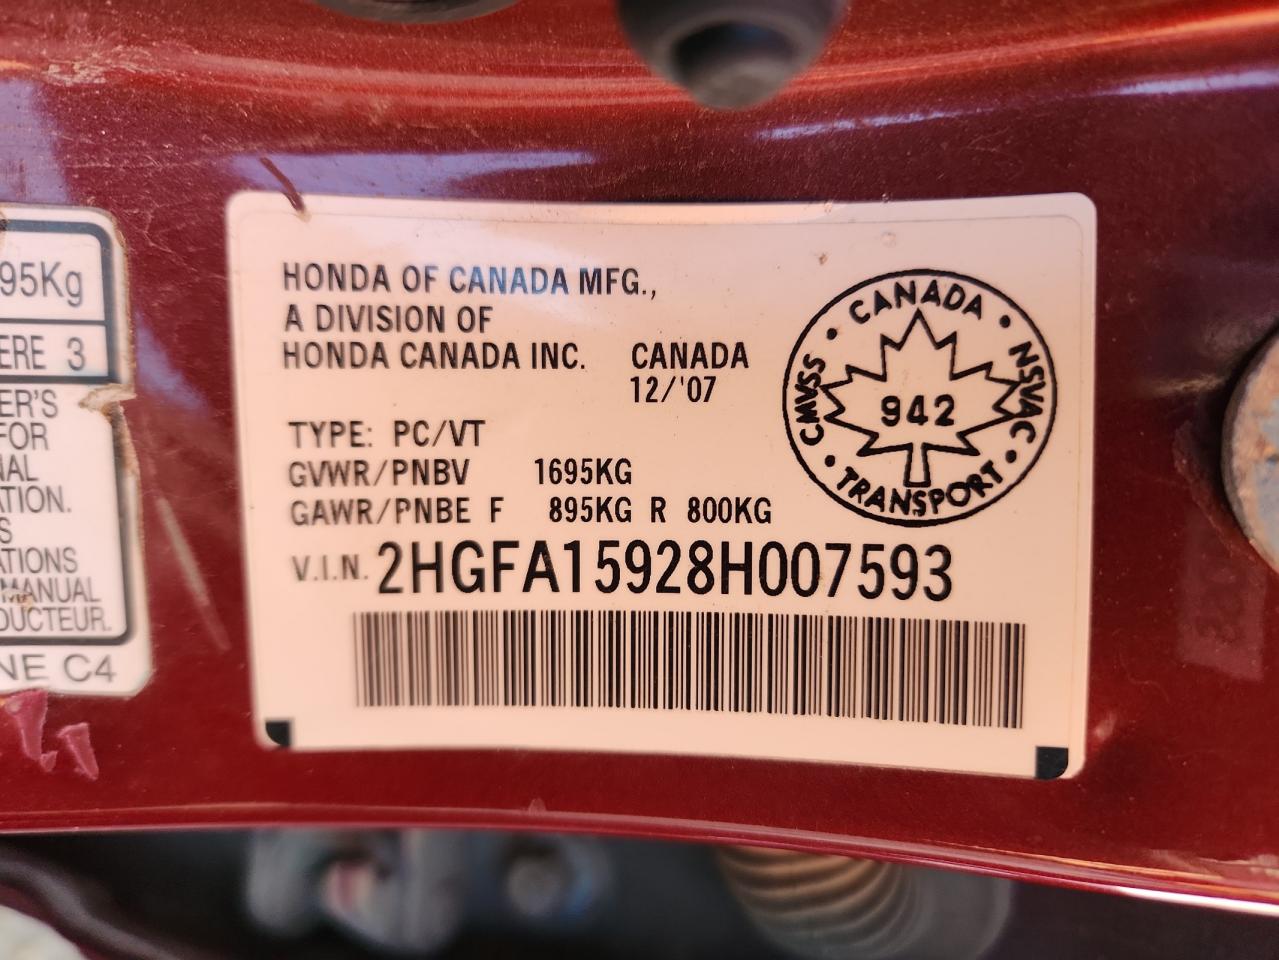 95Kg
ERE 3
ER'S
FOR
NAL
ATION.
S
ATIONS
MANUAL
DUCTEUR.
NE C4
HONDA OF CANADA MFG.,
A DIVISION OF
HONDA CANADA INC. CANADA
12/'07
TYPE: PC/VT
GVWR/PNBV 1695KG
GAWR/PNBE F 895KG R 800KG
V.I.N. 2HGFA15928H007593
CANADA
CMVSS
NSVAC
942
TRANSPORT